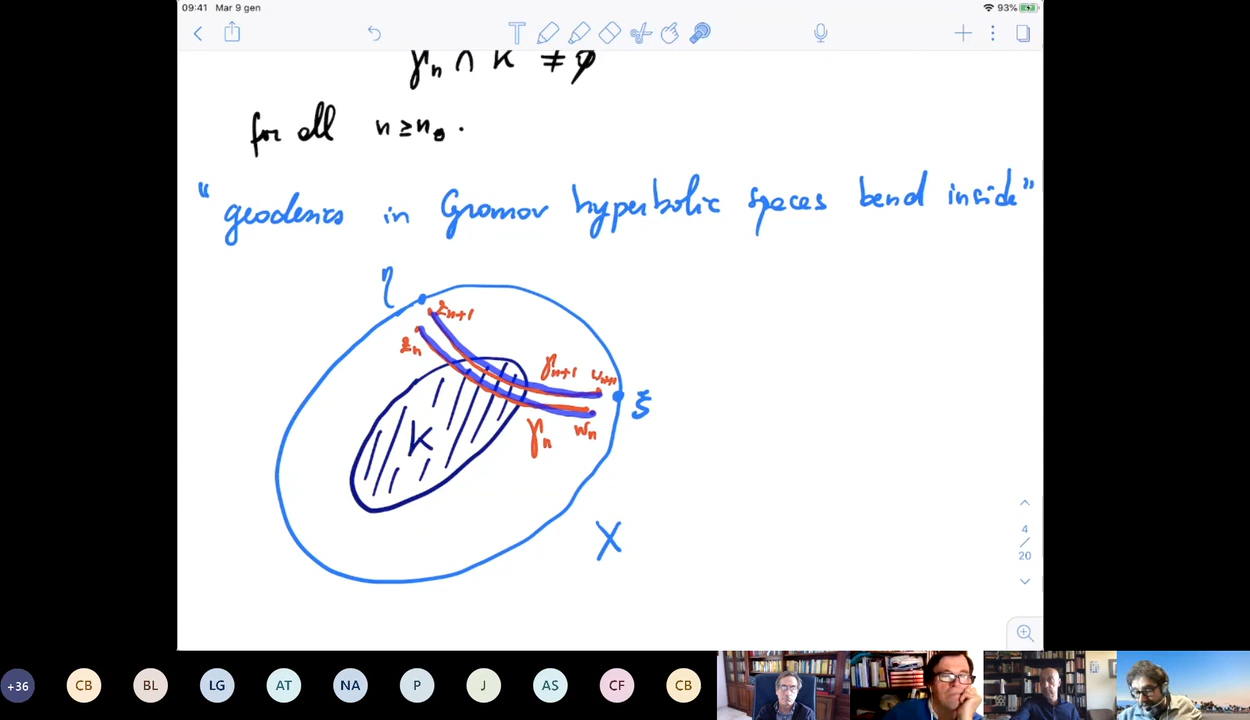 09:41 Mar 9 gen
93%
γn ∩ K ≠ ∅
for all n ≥ n₀ .
"geodesics in Gromov hyperbolic spaces bend inside"
η
zn+1
zn
γn+1
wn+1
ξ
K
γn
wn
X
4
/
20
+36
CB
BL
LG
AT
NA
P
J
AS
CF
CB